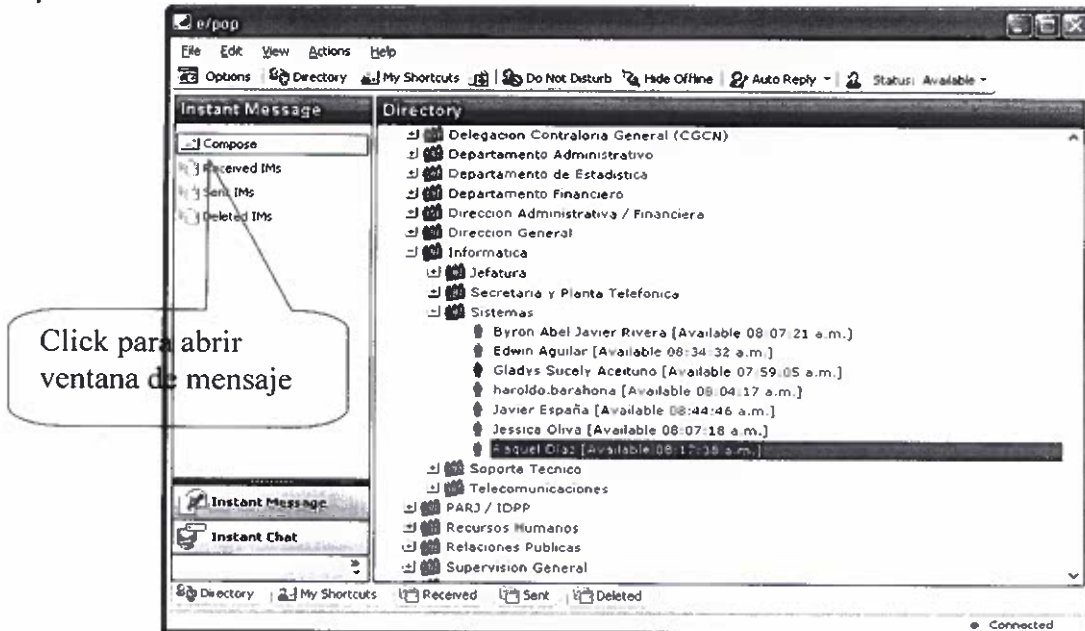 e/pop
File Edit View Actions Help
Options Directory My Shortcuts Do Not Disturb Hide Offline Auto Reply Status: Available
Instant Message
Compose
Received IMs
Sent IMs
Deleted IMs
Click para abrir
ventana de mensaje
Instant Message
Instant Chat
Directory
Delegacion Contraloria General (CGCN)
Departamento Administrativo
Departamento de Estadistica
Departamento Financiero
Direccion Administrativa / Financiera
Direccion General
Informatica
Jefatura
Secretaria y Planta Telefonica
Sistemas
Byron Abel Javier Rivera [Available 08:07:21 a.m.]
Edwin Aguilar [Available 08:34:32 a.m.]
Gladys Sucely Aceituno [Available 07:59:05 a.m.]
haroldo.barahona [Available 08:04:17 a.m.]
Javier España [Available 08:44:46 a.m.]
Jessica Oliva [Available 08:07:18 a.m.]
Raquel Diaz [Available 08:17:38 a.m.]
Soporte Tecnico
Telecomunicaciones
PARJ / IDPP
Recursos Humanos
Relaciones Publicas
Supervision General
Directory My Shortcuts Received Sent Deleted
Connected